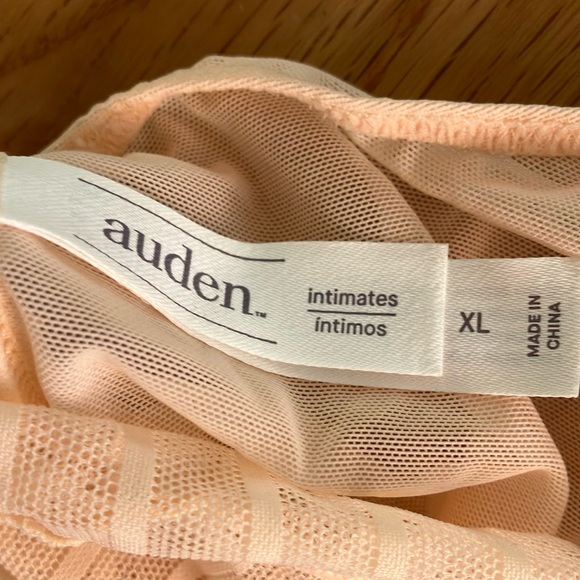 auden™
intimates
íntimos
XL
MADE IN
CHINA